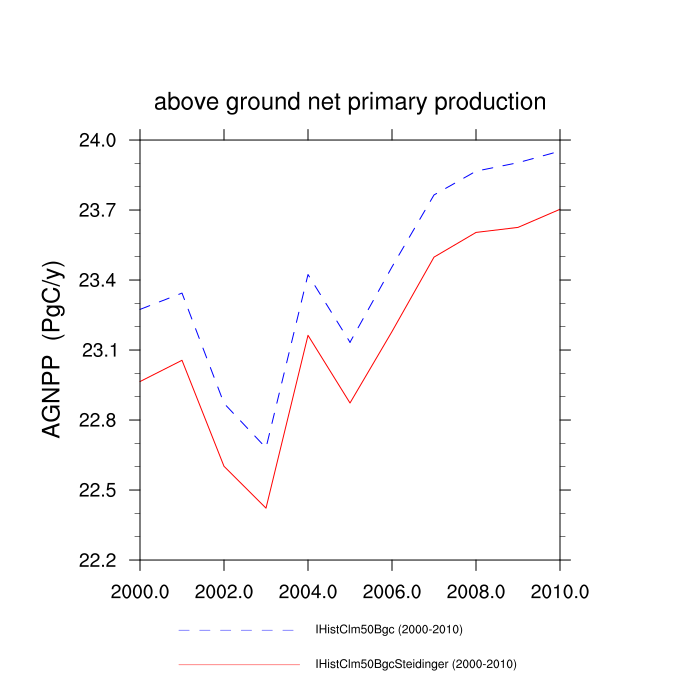 above ground net primary production
24.0
23.7
23.4
23.1
22.8
22.5
22.2
AGNPP (PgC/y)
2000.0 2002.0 2004.0 2006.0 2008.0 2010.0
IHistClm50Bgc (2000-2010)
IHistClm50BgcSteidinger (2000-2010)